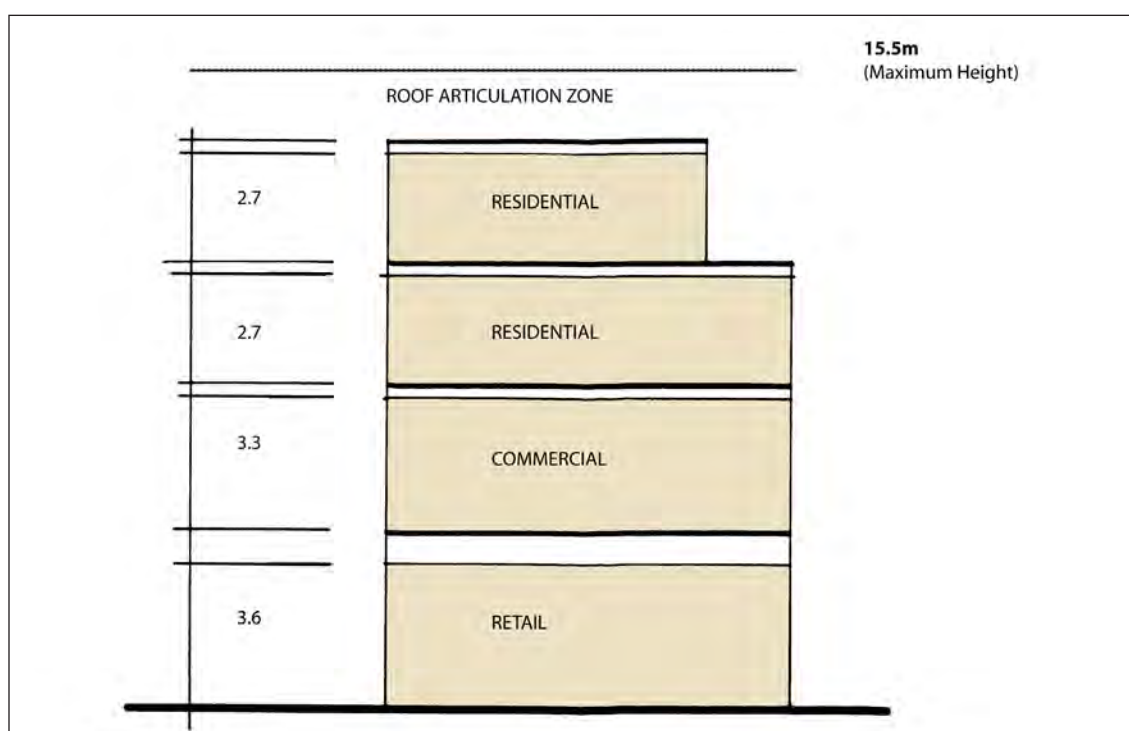 15.5m
(Maximum Height)
ROOF ARTICULATION ZONE
2.7
RESIDENTIAL
2.7
RESIDENTIAL
3.3
COMMERCIAL
3.6
RETAIL